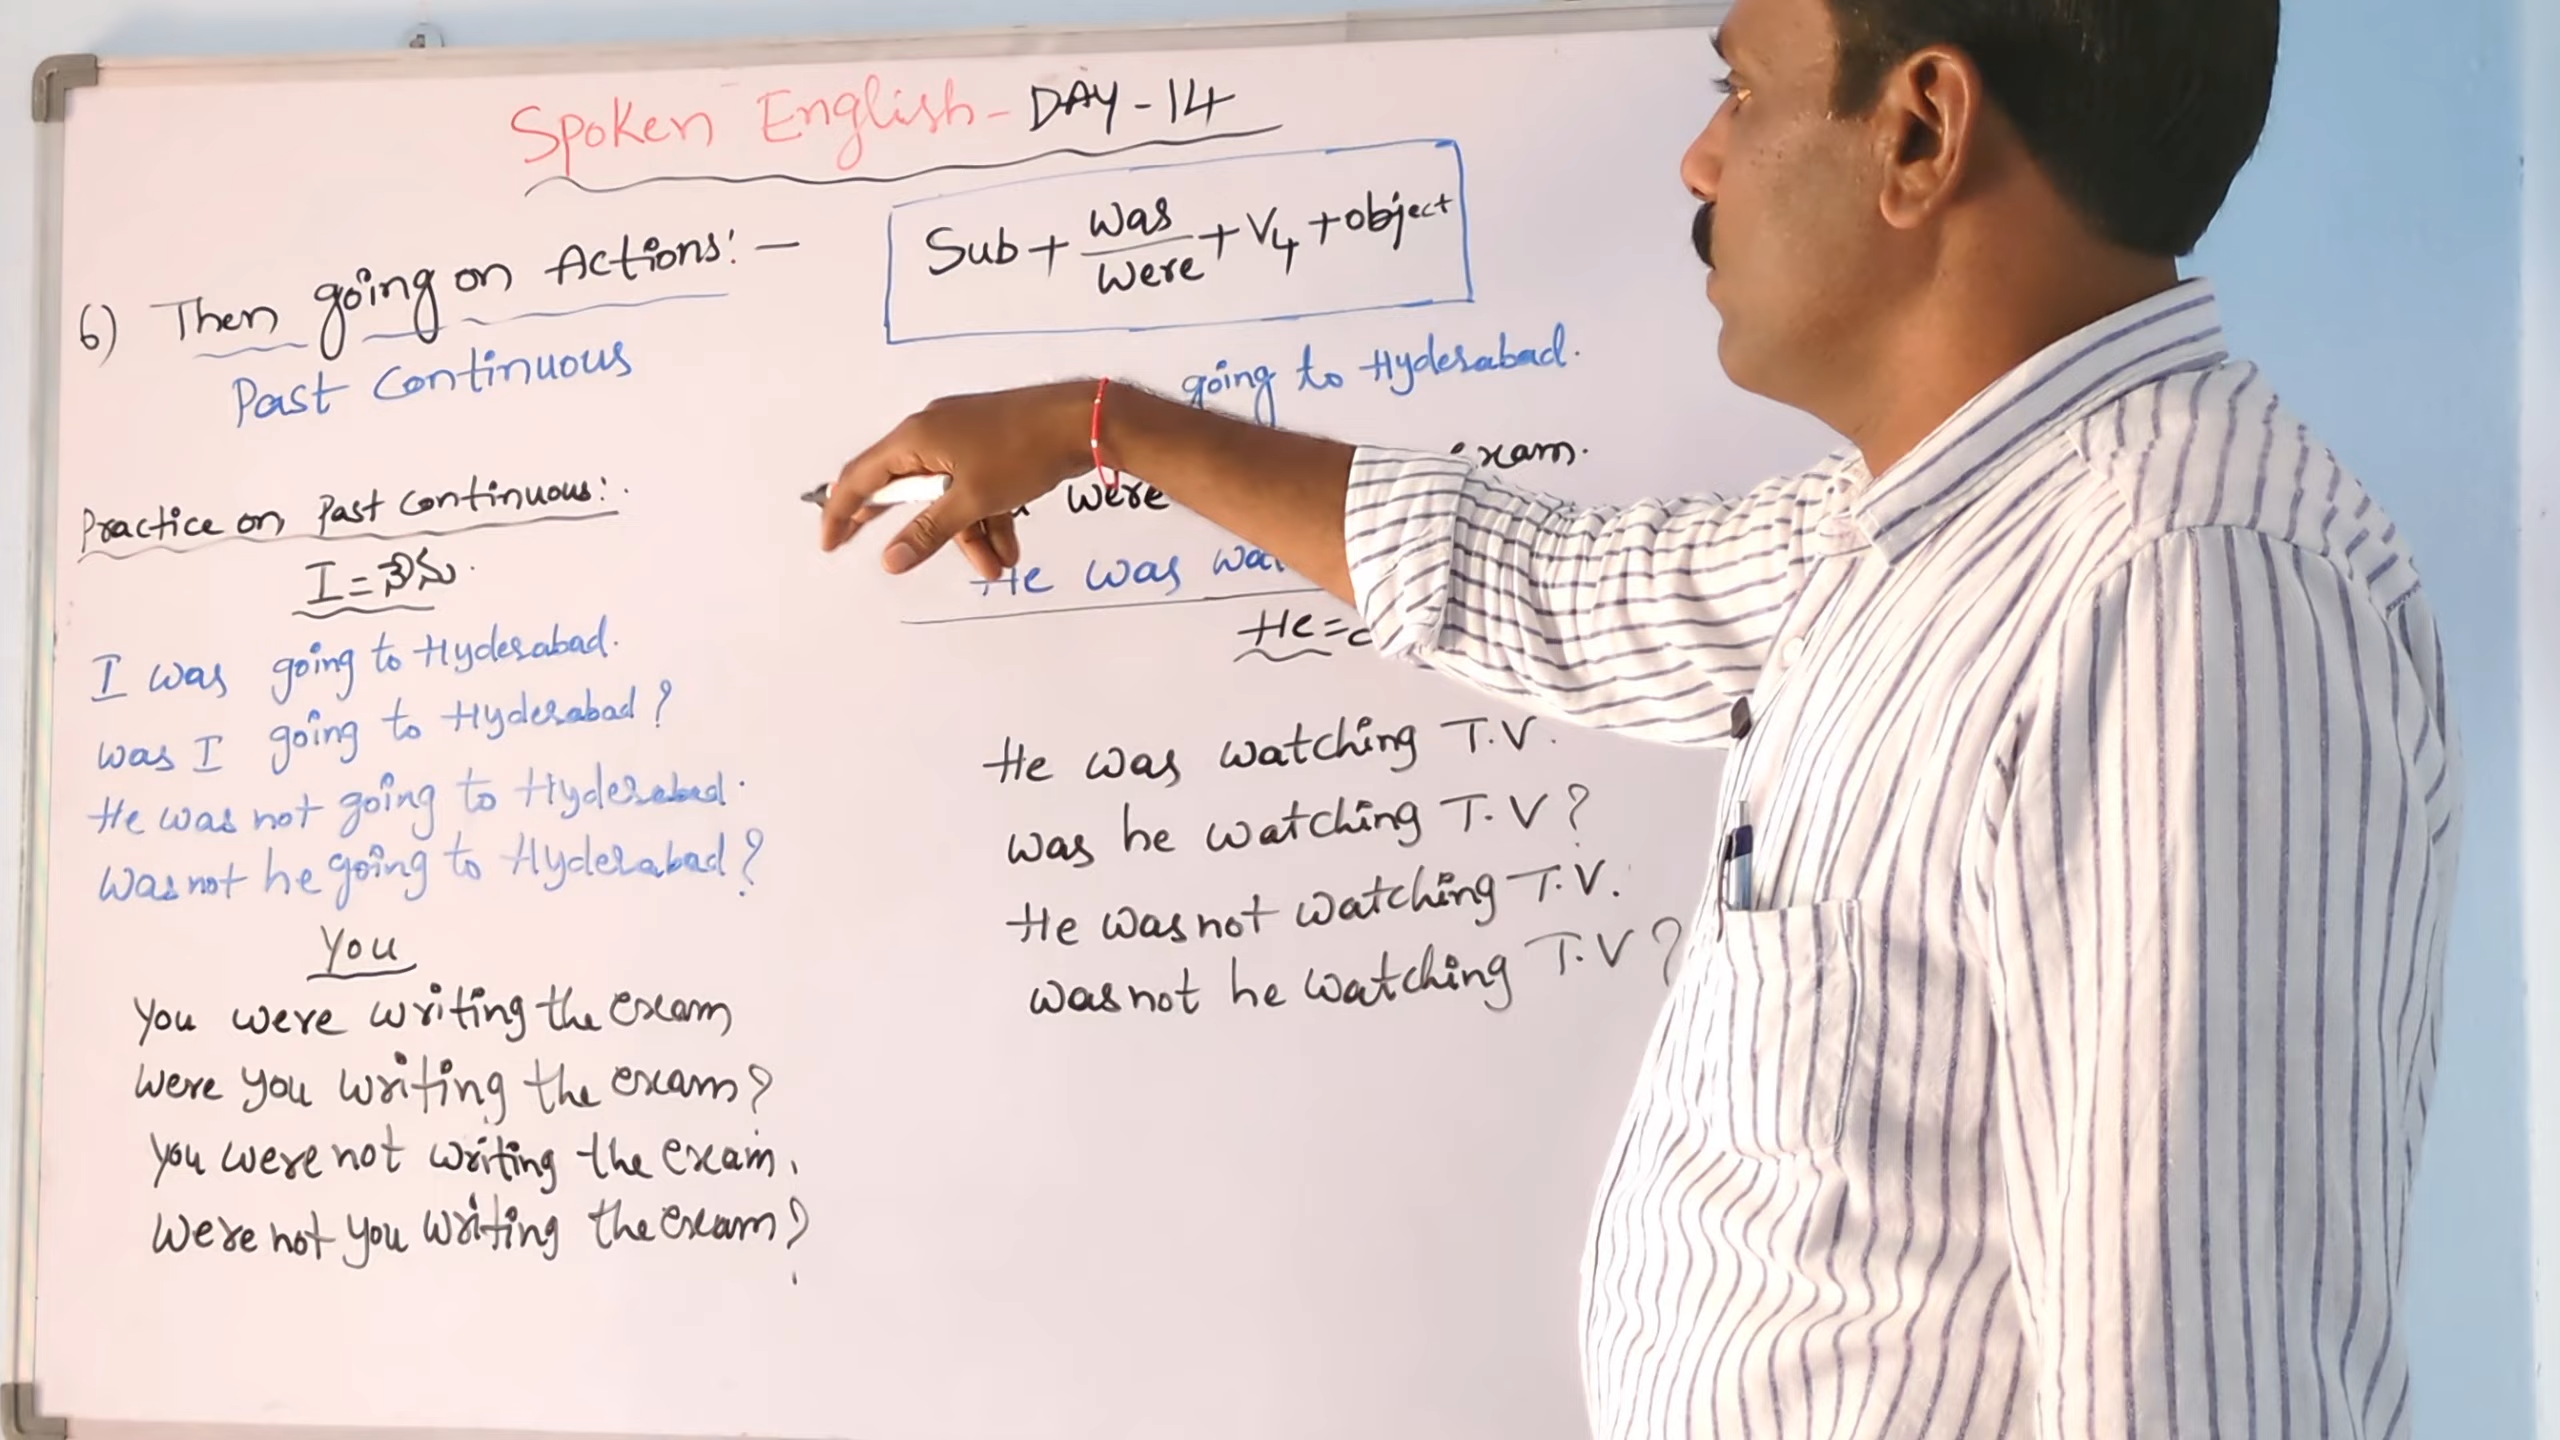 Spoken English - DAY - 14
6) Then going on Actions:-
Past Continuous
Sub + was/were + V4 + object
going to Hyderabad.
exam.
were
He was
Practice on Past Continuous:.
I = నేను.
I was going to Hyderabad.
was I going to Hyderabad?
He was not going to Hyderabad.
Was not he going to Hyderabad?
You
You were writing the exam
Were you writing the exam?
You were not writing the exam.
Were not you writing the exam?
He =
He was watching T.V.
was he watching T.V?
He was not watching T.V.
was not he watching T.V?